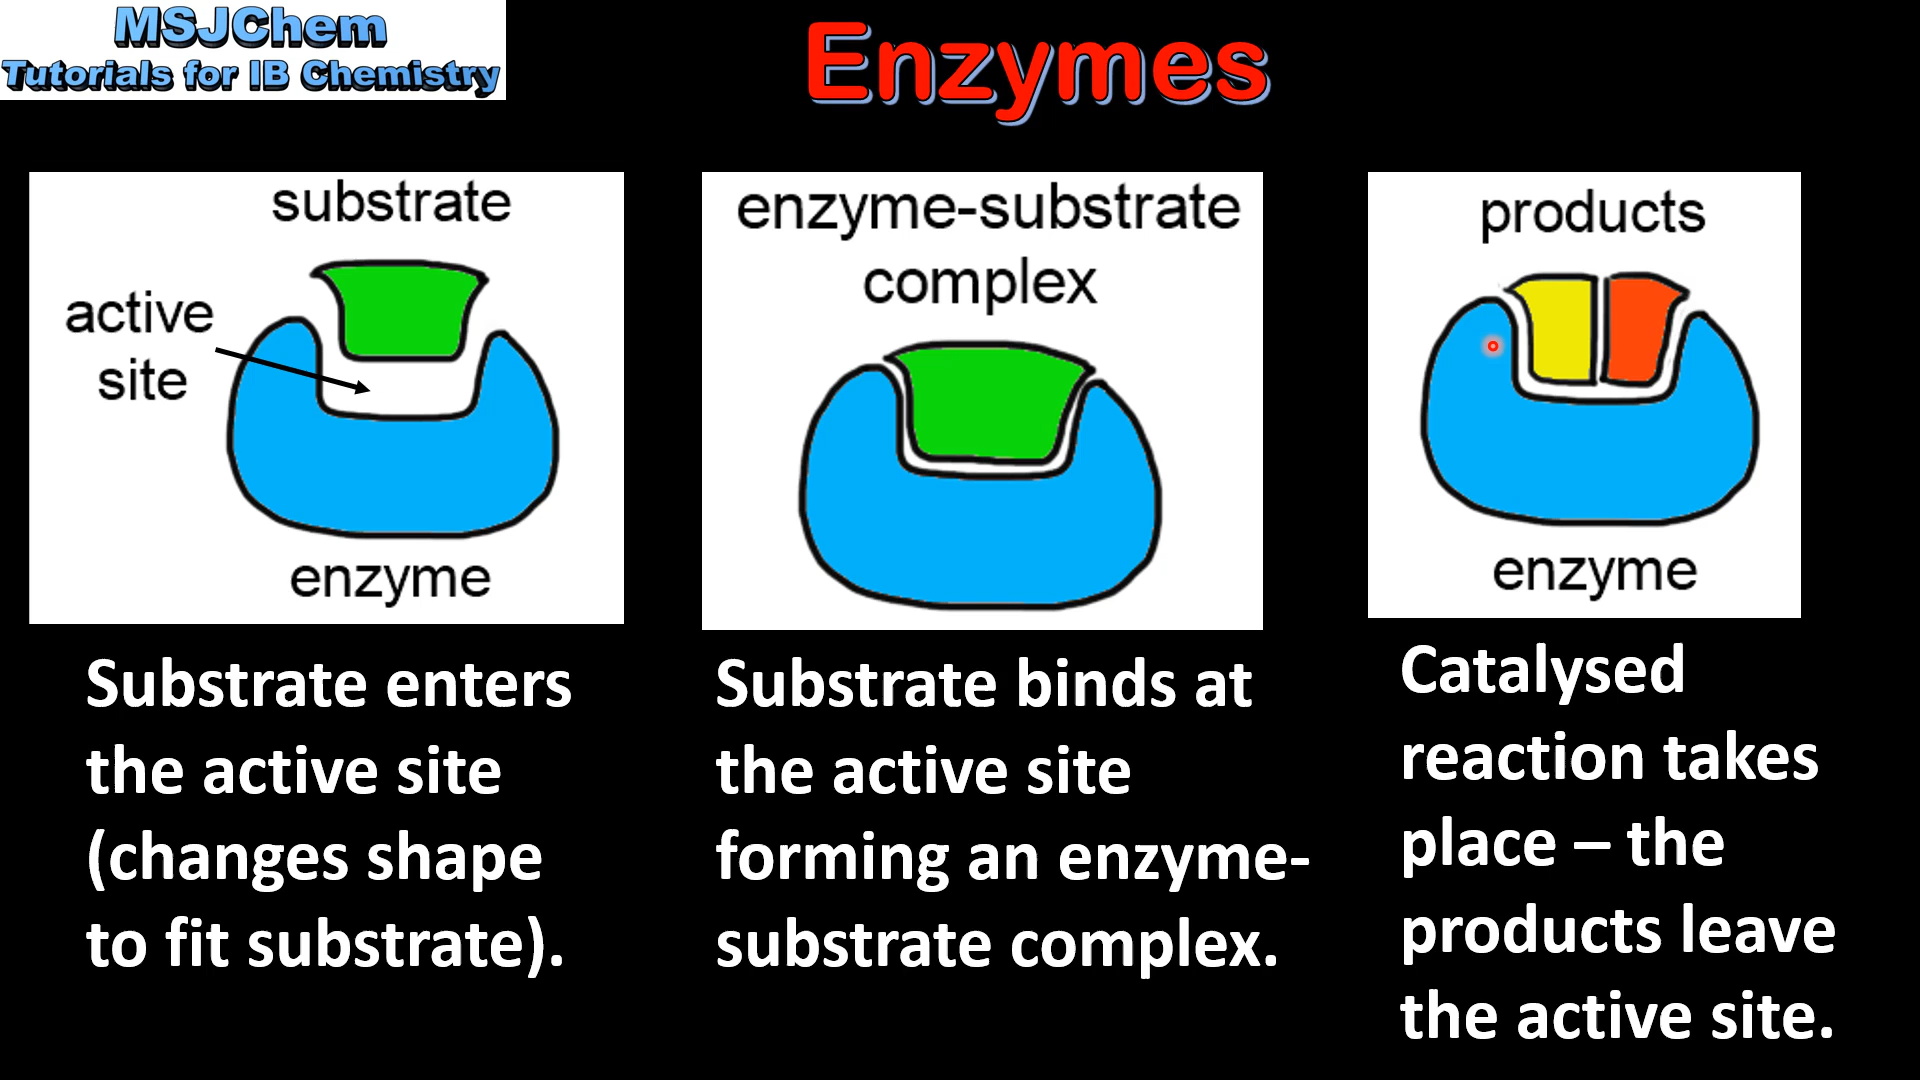 MSJChem
Tutorials for IB Chemistry
Enzymes
substrate
active
site
enzyme
enzyme-substrate
complex
products
enzyme
Substrate enters
the active site
(changes shape
to fit substrate).
Substrate binds at
the active site
forming an enzyme-
substrate complex.
Catalysed
reaction takes
place – the
products leave
the active site.